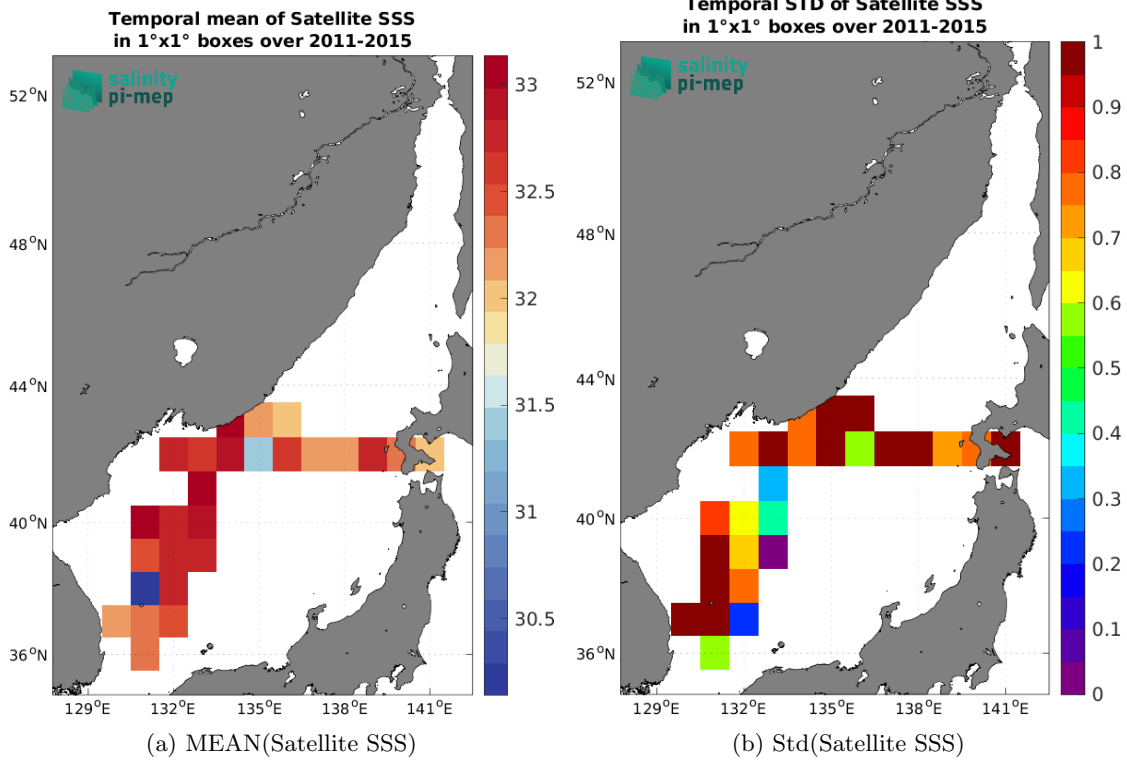 Temporal mean of Satellite SSS
in 1°x1° boxes over 2011-2015
salinity
pi-mep
52°N
48°N
44°N
40°N
36°N
129°E 132°E 135°E 138°E 141°E
33
32.5
32
31.5
31
30.5
(a) MEAN(Satellite SSS)
Temporal STD of Satellite SSS
in 1°x1° boxes over 2011-2015
salinity
pi-mep
52°N
48°N
44°N
40°N
36°N
129°E 132°E 135°E 138°E 141°E
1
0.9
0.8
0.7
0.6
0.5
0.4
0.3
0.2
0.1
0
(b) Std(Satellite SSS)